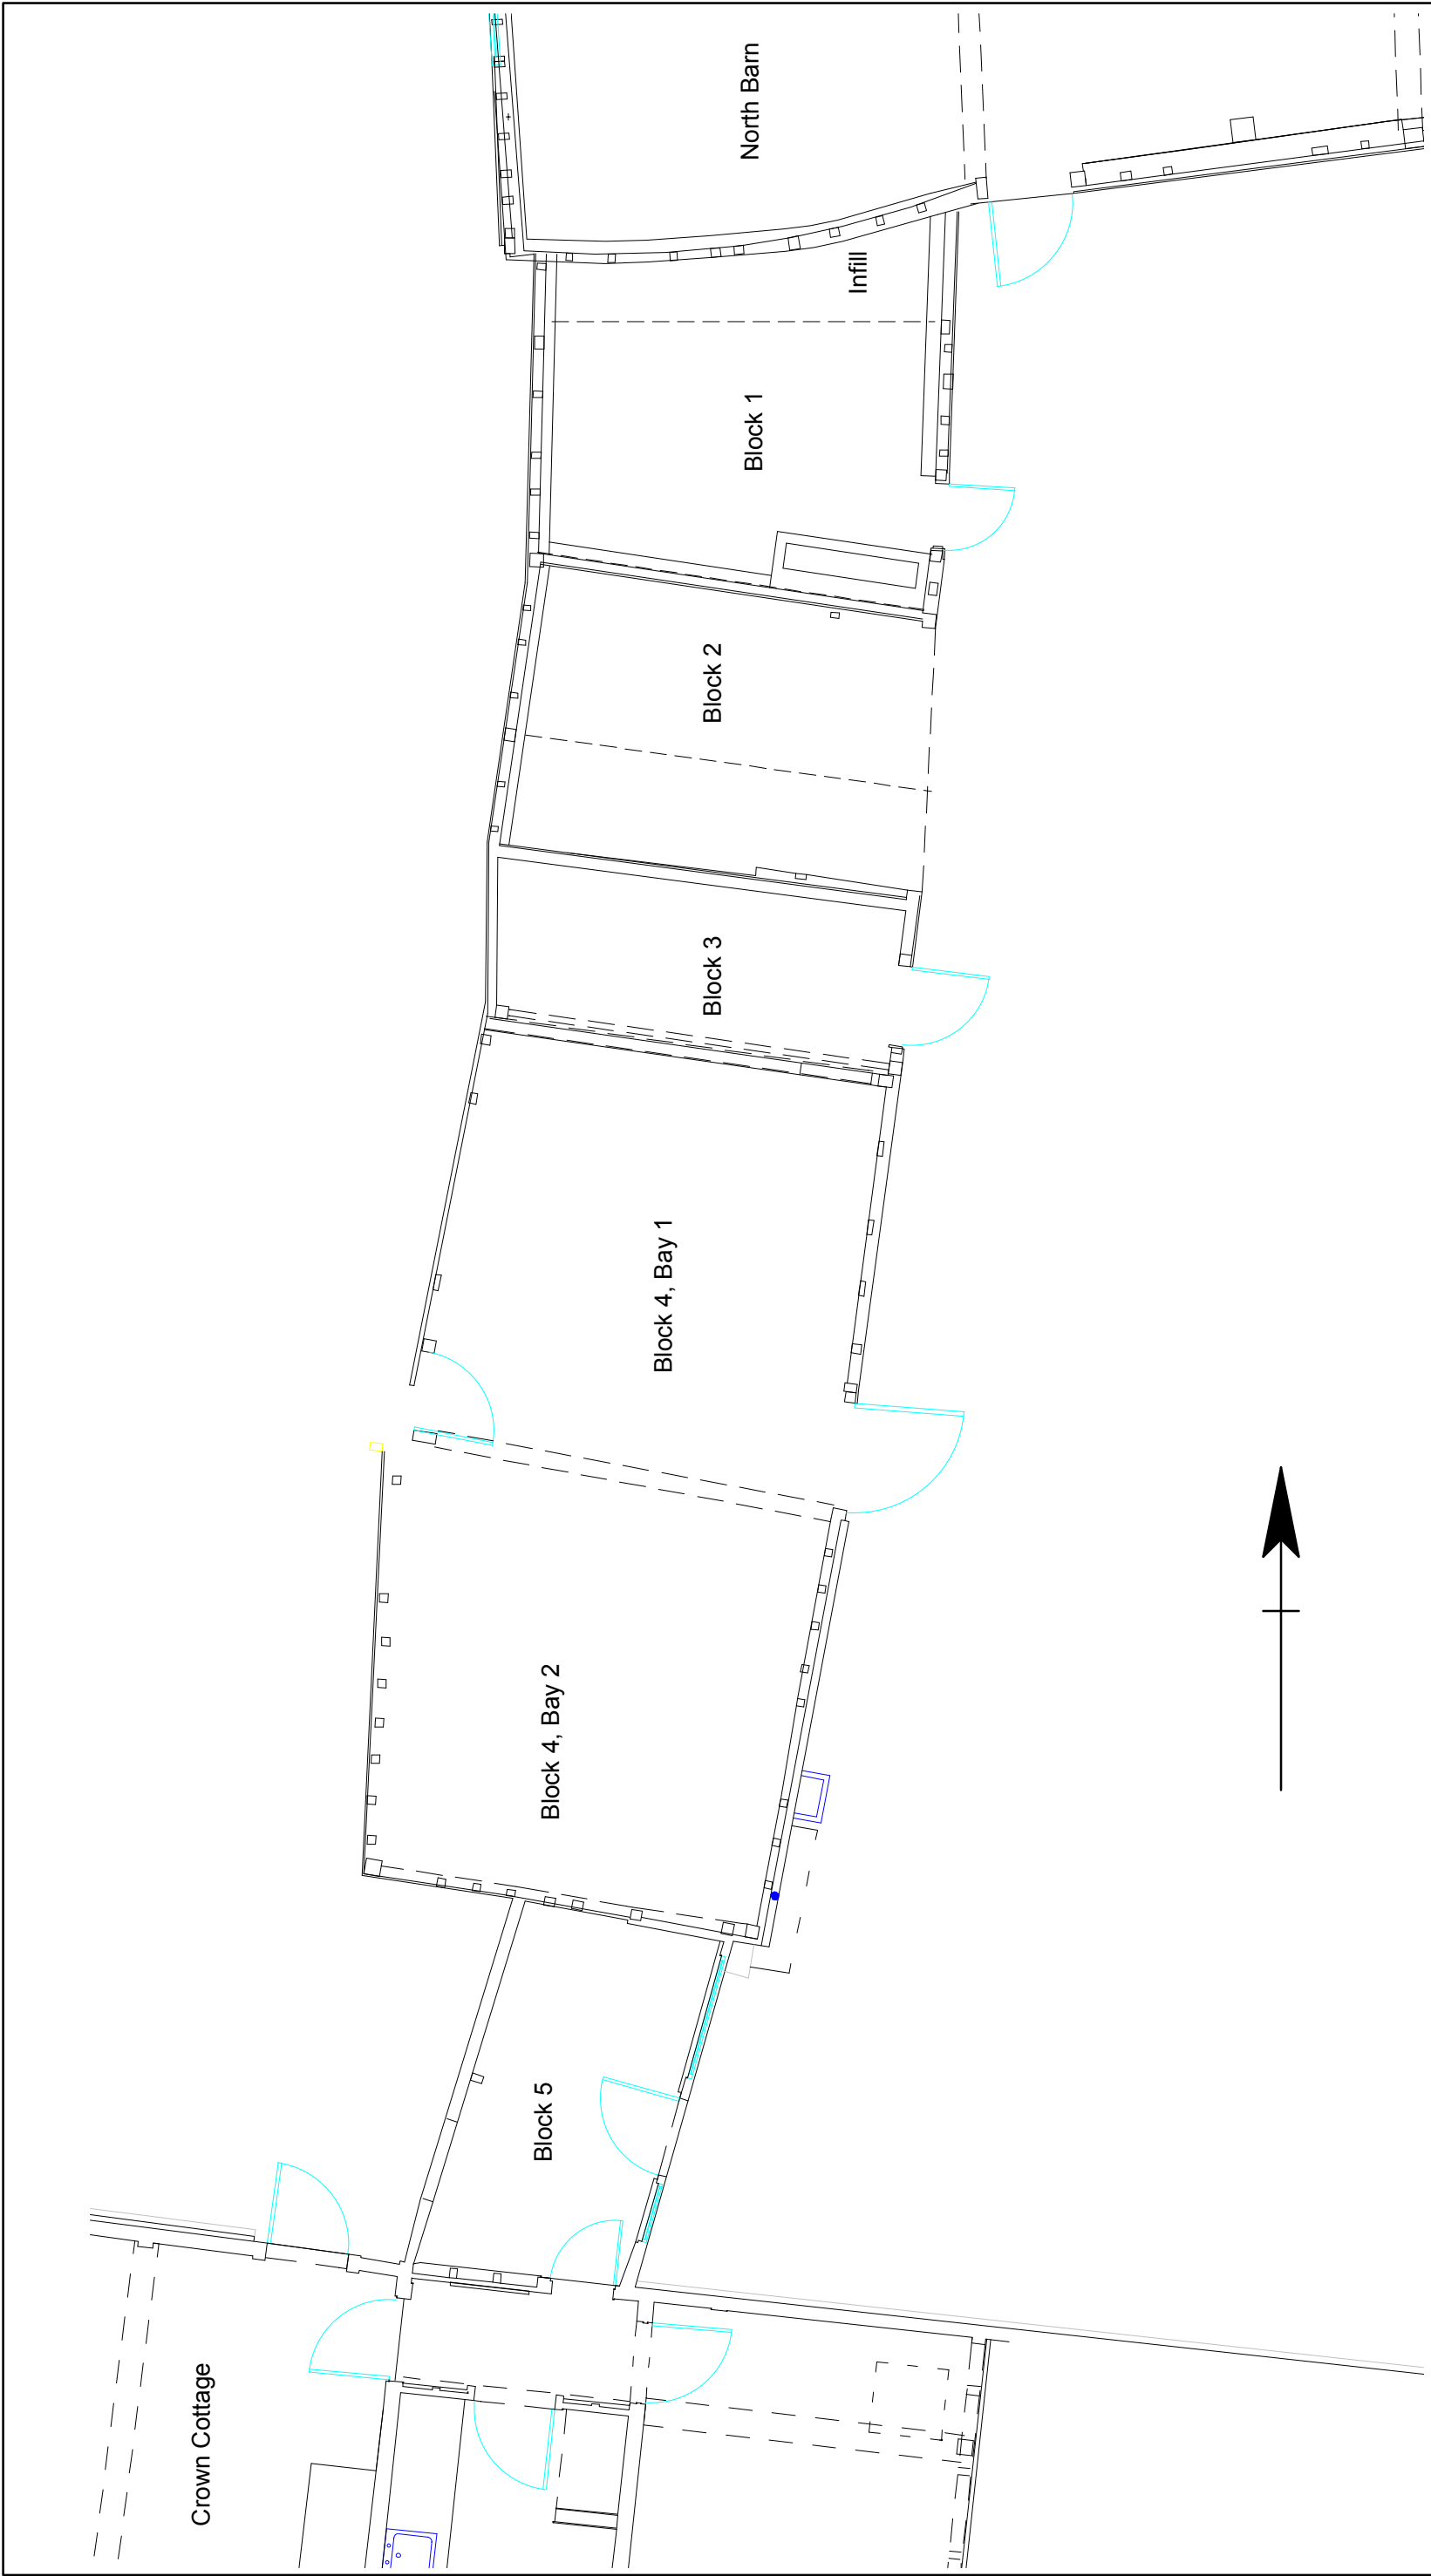 North Barn
Infill
Block 1
Block 2
Block 3
Block 4, Bay 1
Block 4, Bay 2
Block 5
Crown Cottage